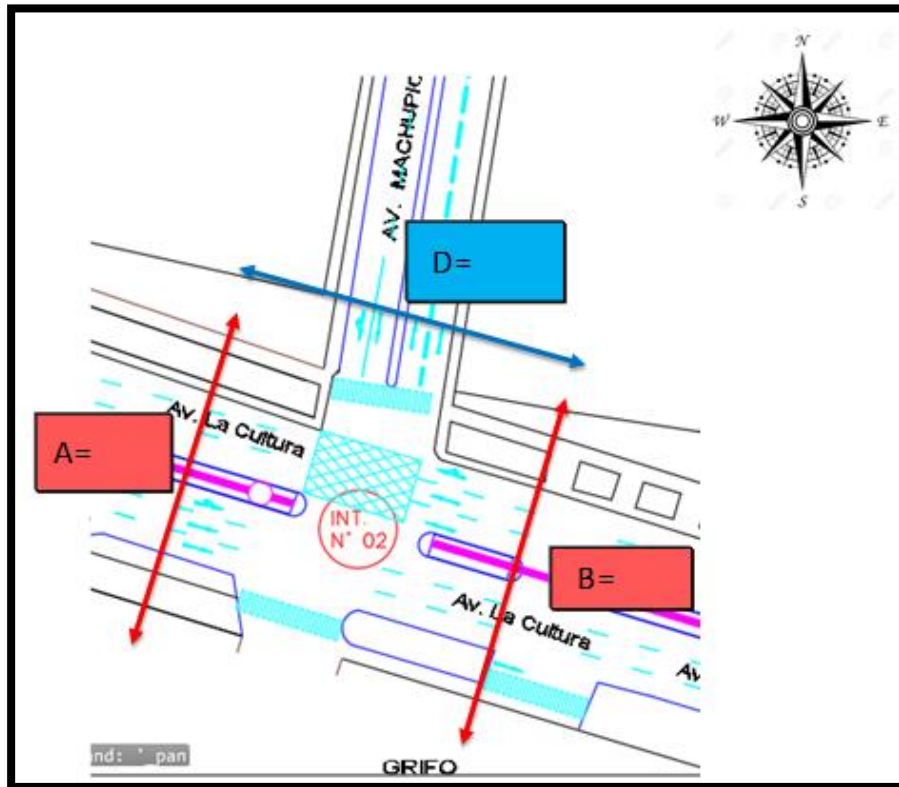 N
W E
S
AV. MACHUPIC
D=
Av. La Cultura
A=
INT.
N° 02
B=
Av. La Cultura
Av
nd: `_pan
GRIFO